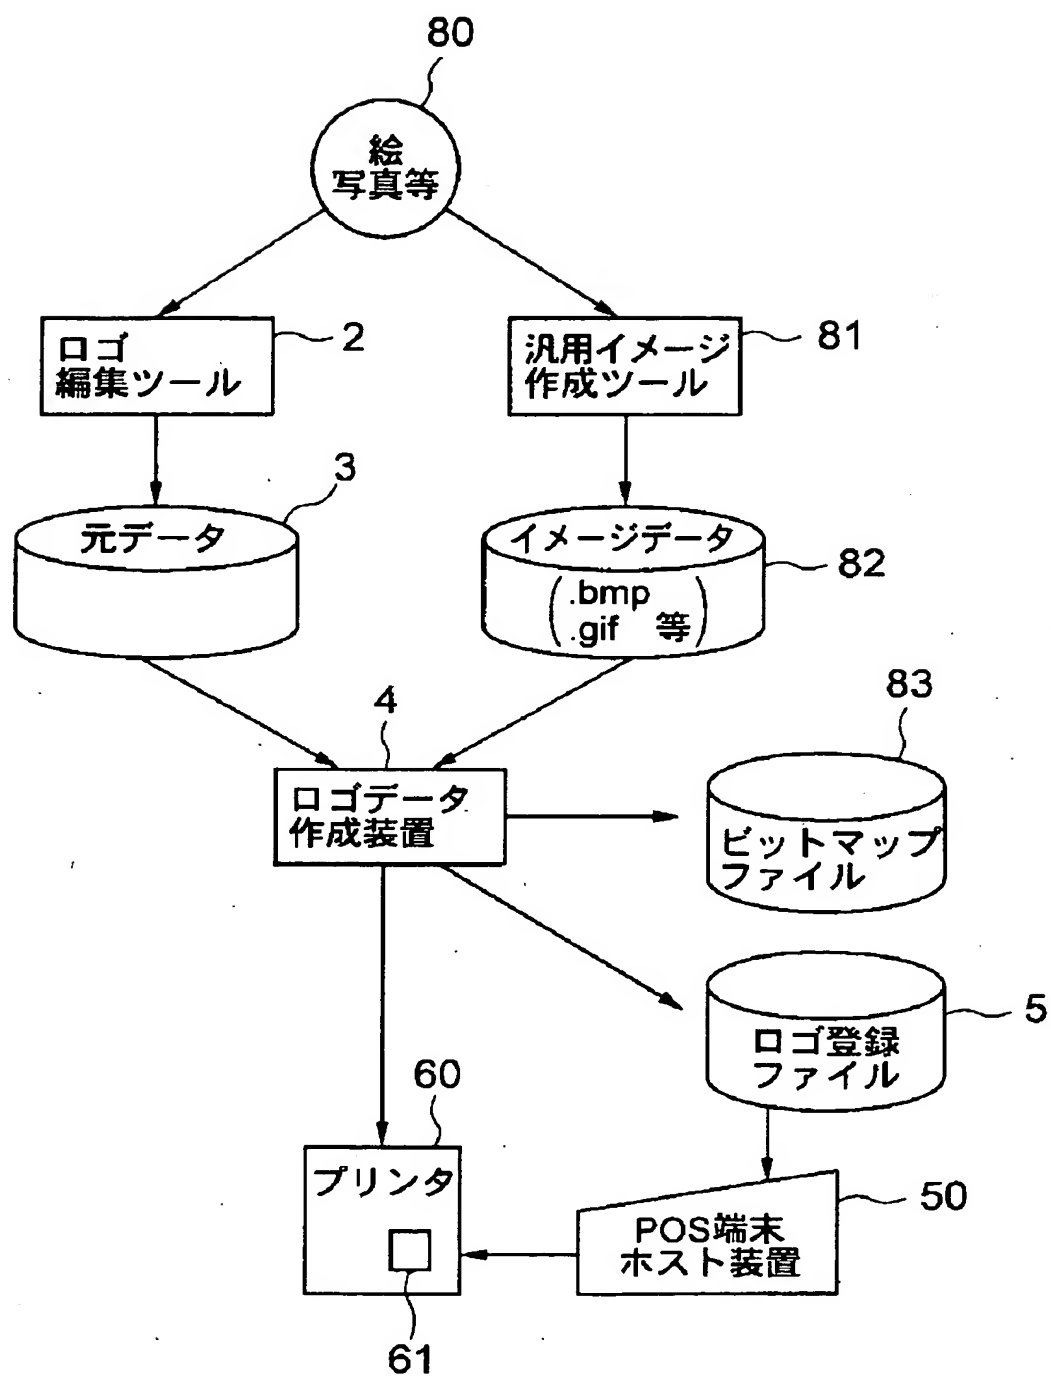 80
絵
写真等
ロゴ
編集ツール
2
汎用イメージ
作成ツール
81
3
元データ
イメージデータ
.bmp
.gif 等
82
4
ロゴデータ
作成装置
83
ビットマップ
ファイル
5
ロゴ登録
ファイル
60
プリンタ
61
POS端末
ホスト装置
50